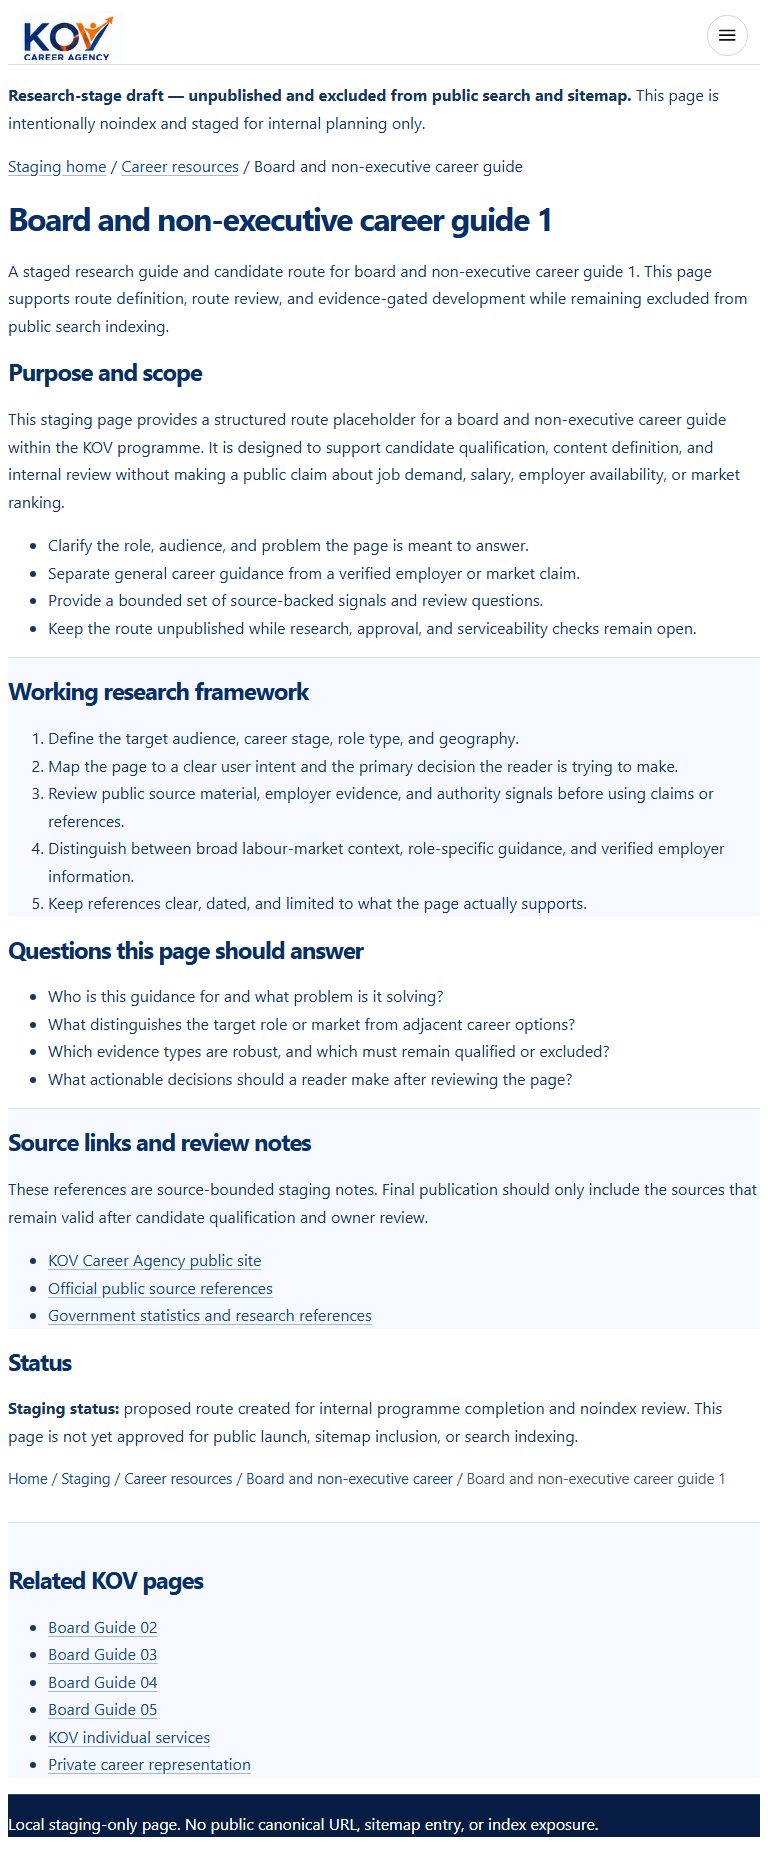 KOV
CAREER AGENCY
Research-stage draft — unpublished and excluded from public search and sitemap. This page is
intentionally noindex and staged for internal planning only.
Staging home / Career resources / Board and non-executive career guide
Board and non-executive career guide 1
A staged research guide and candidate route for board and non-executive career guide 1. This page
supports route definition, route review, and evidence-gated development while remaining excluded from
public search indexing.
Purpose and scope
This staging page provides a structured route placeholder for a board and non-executive career guide
within the KOV programme. It is designed to support candidate qualification, content definition, and
internal review without making a public claim about job demand, salary, employer availability, or market
ranking.
• Clarify the role, audience, and problem the page is meant to answer.
• Separate general career guidance from a verified employer or market claim.
• Provide a bounded set of source-backed signals and review questions.
• Keep the route unpublished while research, approval, and serviceability checks remain open.
Working research framework
1. Define the target audience, career stage, role type, and geography.
2. Map the page to a clear user intent and the primary decision the reader is trying to make.
3. Review public source material, employer evidence, and authority signals before using claims or
references.
4. Distinguish between broad labour-market context, role-specific guidance, and verified employer
information.
5. Keep references clear, dated, and limited to what the page actually supports.
Questions this page should answer
• Who is this guidance for and what problem is it solving?
• What distinguishes the target role or market from adjacent career options?
• Which evidence types are robust, and which must remain qualified or excluded?
• What actionable decisions should a reader make after reviewing the page?
Source links and review notes
These references are source-bounded staging notes. Final publication should only include the sources that
remain valid after candidate qualification and owner review.
• KOV Career Agency public site
• Official public source references
• Government statistics and research references
Status
Staging status: proposed route created for internal programme completion and noindex review. This
page is not yet approved for public launch, sitemap inclusion, or search indexing.
Home / Staging / Career resources / Board and non-executive career / Board and non-executive career guide 1
Related KOV pages
• Board Guide 02
• Board Guide 03
• Board Guide 04
• Board Guide 05
• KOV individual services
• Private career representation
Local staging-only page. No public canonical URL, sitemap entry, or index exposure.